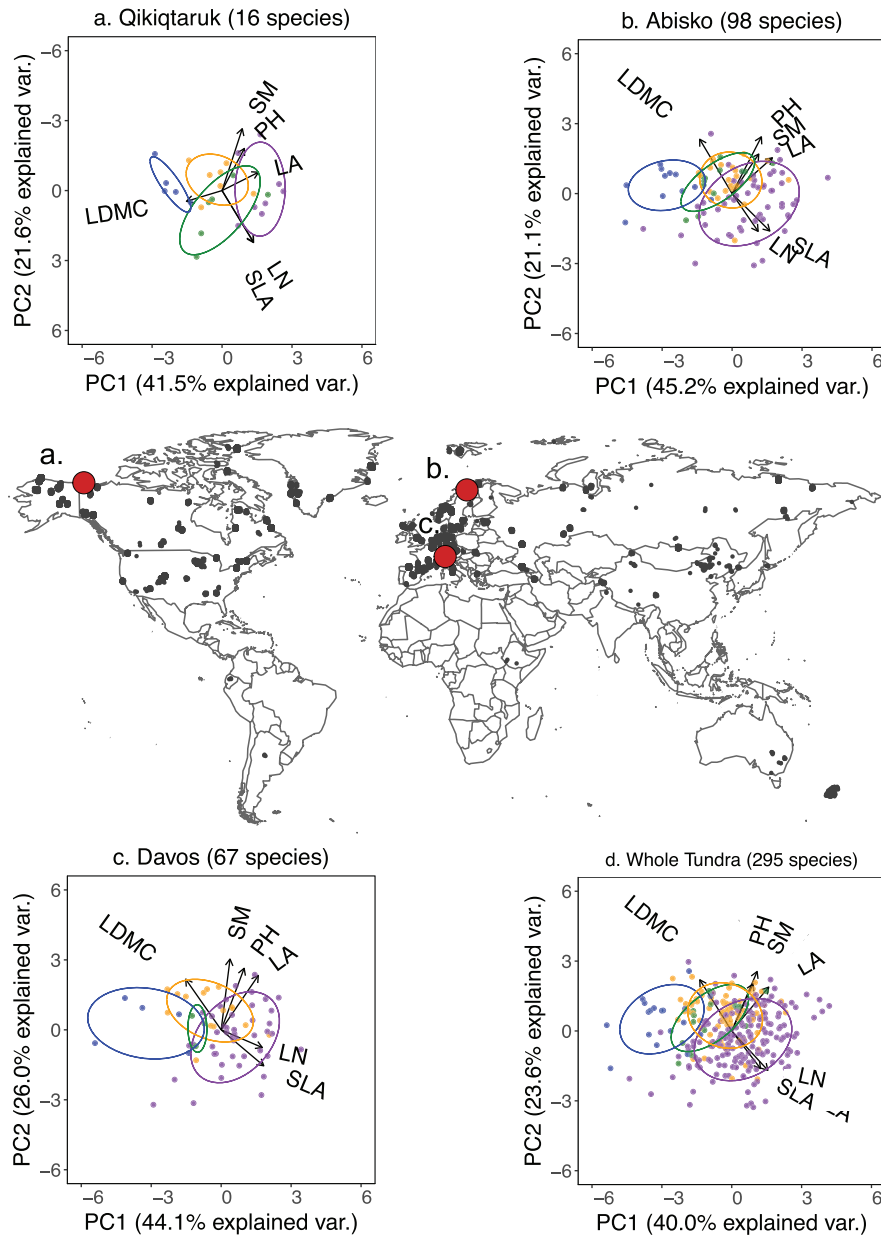 a. Qikiqtaruk (16 species)
b. Abisko (98 species)
−6
−3
0
3
6
PC2 (21.6% explained var.)
SM
PH
LA
LDMC
LN
SLA
−6 −3 0 3 6
PC1 (41.5% explained var.)
6
3
0
−3
−6
PC2 (21.1% explained var.)
LDMC
PH
SM
LA
LN
SLA
−6 −3 0 3 6
PC1 (45.2% explained var.)
a.
b.
c.
c. Davos (67 species)
d. Whole Tundra (295 species)
6
3
0
−3
−6
PC2 (26.0% explained var.)
LDMC
SM
PH
LA
LN
SLA
−6 −3 0 3 6
PC1 (44.1% explained var.)
6
3
0
−3
−6
PC2 (23.6% explained var.)
LDMC
PH
SM
LA
LN
SLA
−6 −3 0 3 6
PC1 (40.0% explained var.)